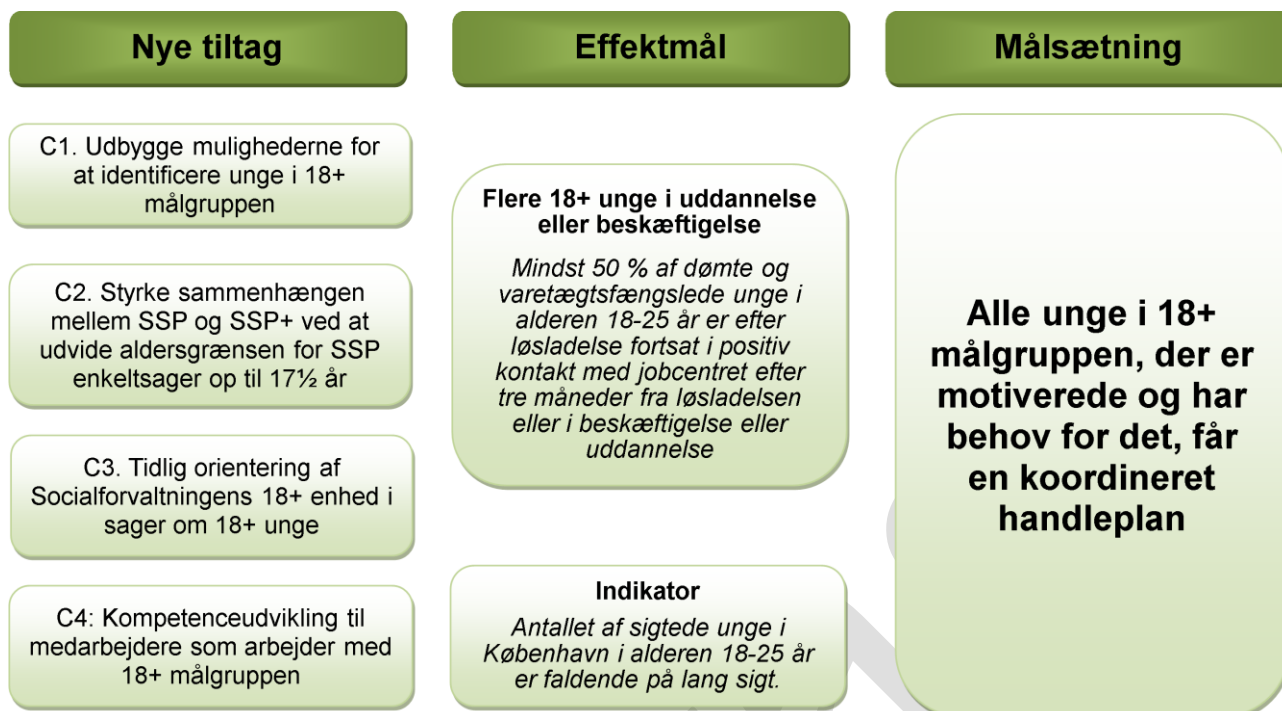 Nye tiltag
C1. Udbygge mulighederne for
at identificere unge i 18+
målgruppen
C2. Styrke sammenhængen
mellem SSP og SSP+ ved at
udvide aldersgrænsen for SSP
enkeltsager op til 17½ år
C3. Tidlig orientering af
Socialforvaltningens 18+ enhed i
sager om 18+ unge
C4: Kompetenceudvikling til
medarbejdere som arbejder med
18+ målgruppen
Effektmål
Flere 18+ unge i uddannelse
eller beskæftigelse
Mindst 50 % af dømte og
varetægtsfængslede unge i
alderen 18-25 år er efter
løsladelse fortsat i positiv
kontakt med jobcentret efter
tre måneder fra løsladelsen
eller i beskæftigelse eller
uddannelse
Indikator
Antallet af sigtede unge i
København i alderen 18-25 år
er faldende på lang sigt.
Målsætning
Alle unge i 18+
målgruppen, der er
motiverede og har
behov for det, får
en koordineret
handleplan